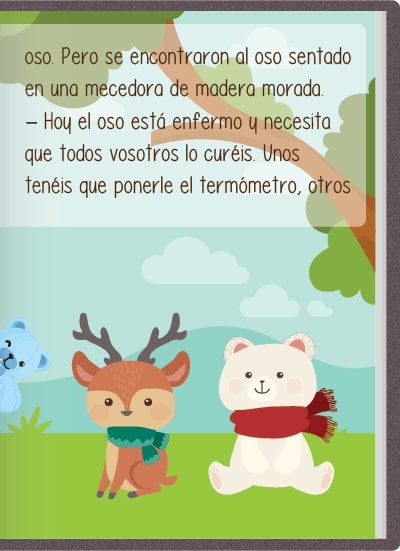 oso. Pero se encontraron al oso sentado
en una mecedora de madera morada.
– Hoy el oso está enfermo y necesita
que todos vosotros lo curéis. Unos
tenéis que ponerle el termómetro, otros